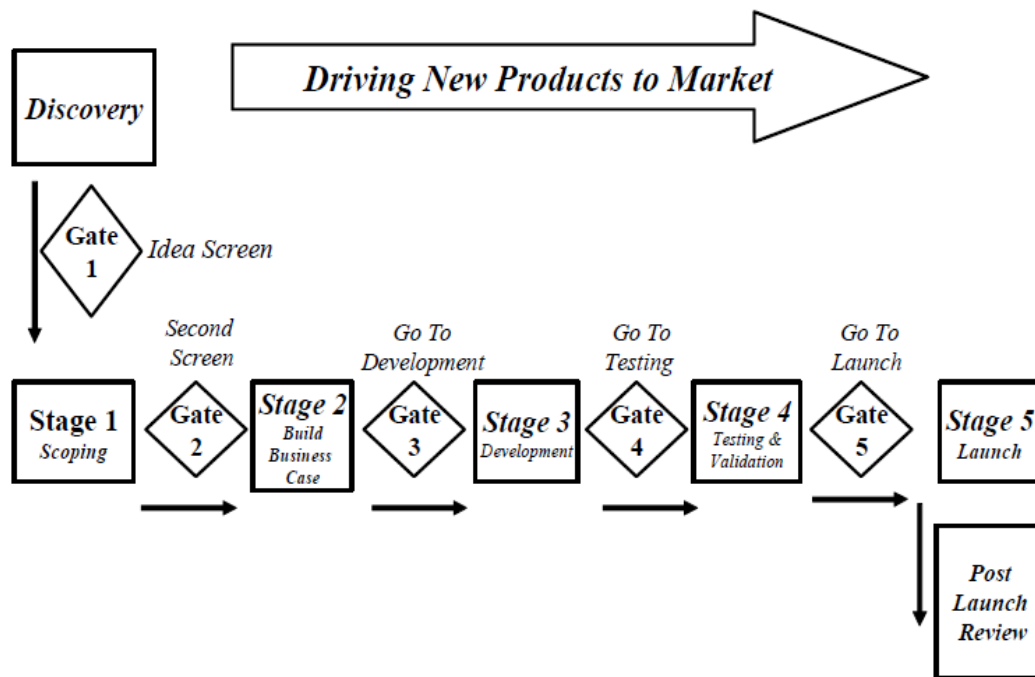 Driving New Products to Market
Discovery
Gate
1
Idea Screen
Second
Screen
Go To
Development
Go To
Testing
Go To
Launch
Stage 1
Scoping
Gate
2
Stage 2
Build
Business
Case
Gate
3
Stage 3
Development
Gate
4
Stage 4
Testing &
Validation
Gate
5
Stage 5
Launch
Post
Launch
Review